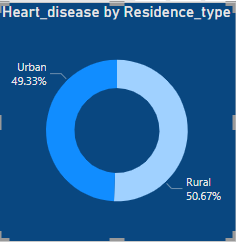 Heart_disease by Residence_type
Urban
49.33%
Rural
50.67%